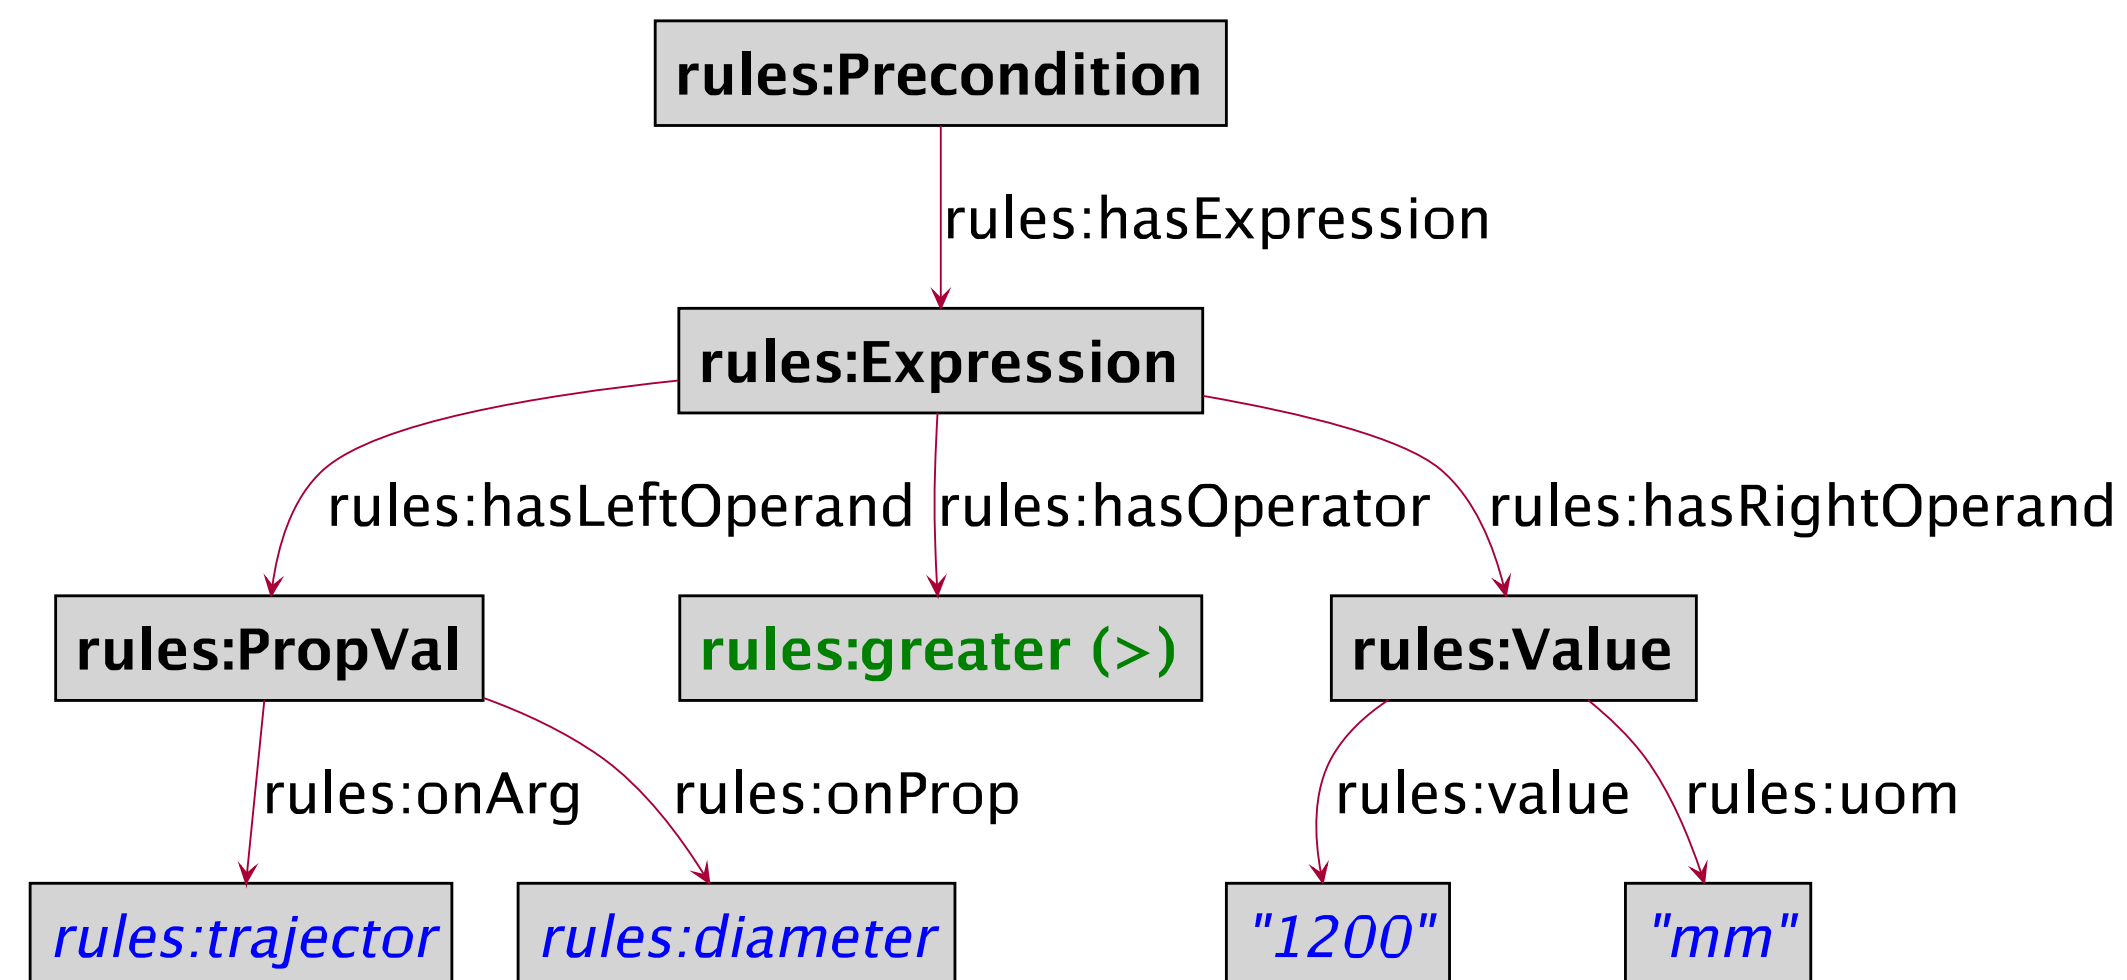 rules:Precondition
rules:hasExpression
rules:Expression
rules:hasLeftOperand
rules:hasOperator
rules:hasRightOperand
rules:PropVal
rules:greater (>)
rules:Value
rules:onArg
rules:onProp
rules:value
rules:uom
rules:trajector
rules:diameter
"1200"
"mm"